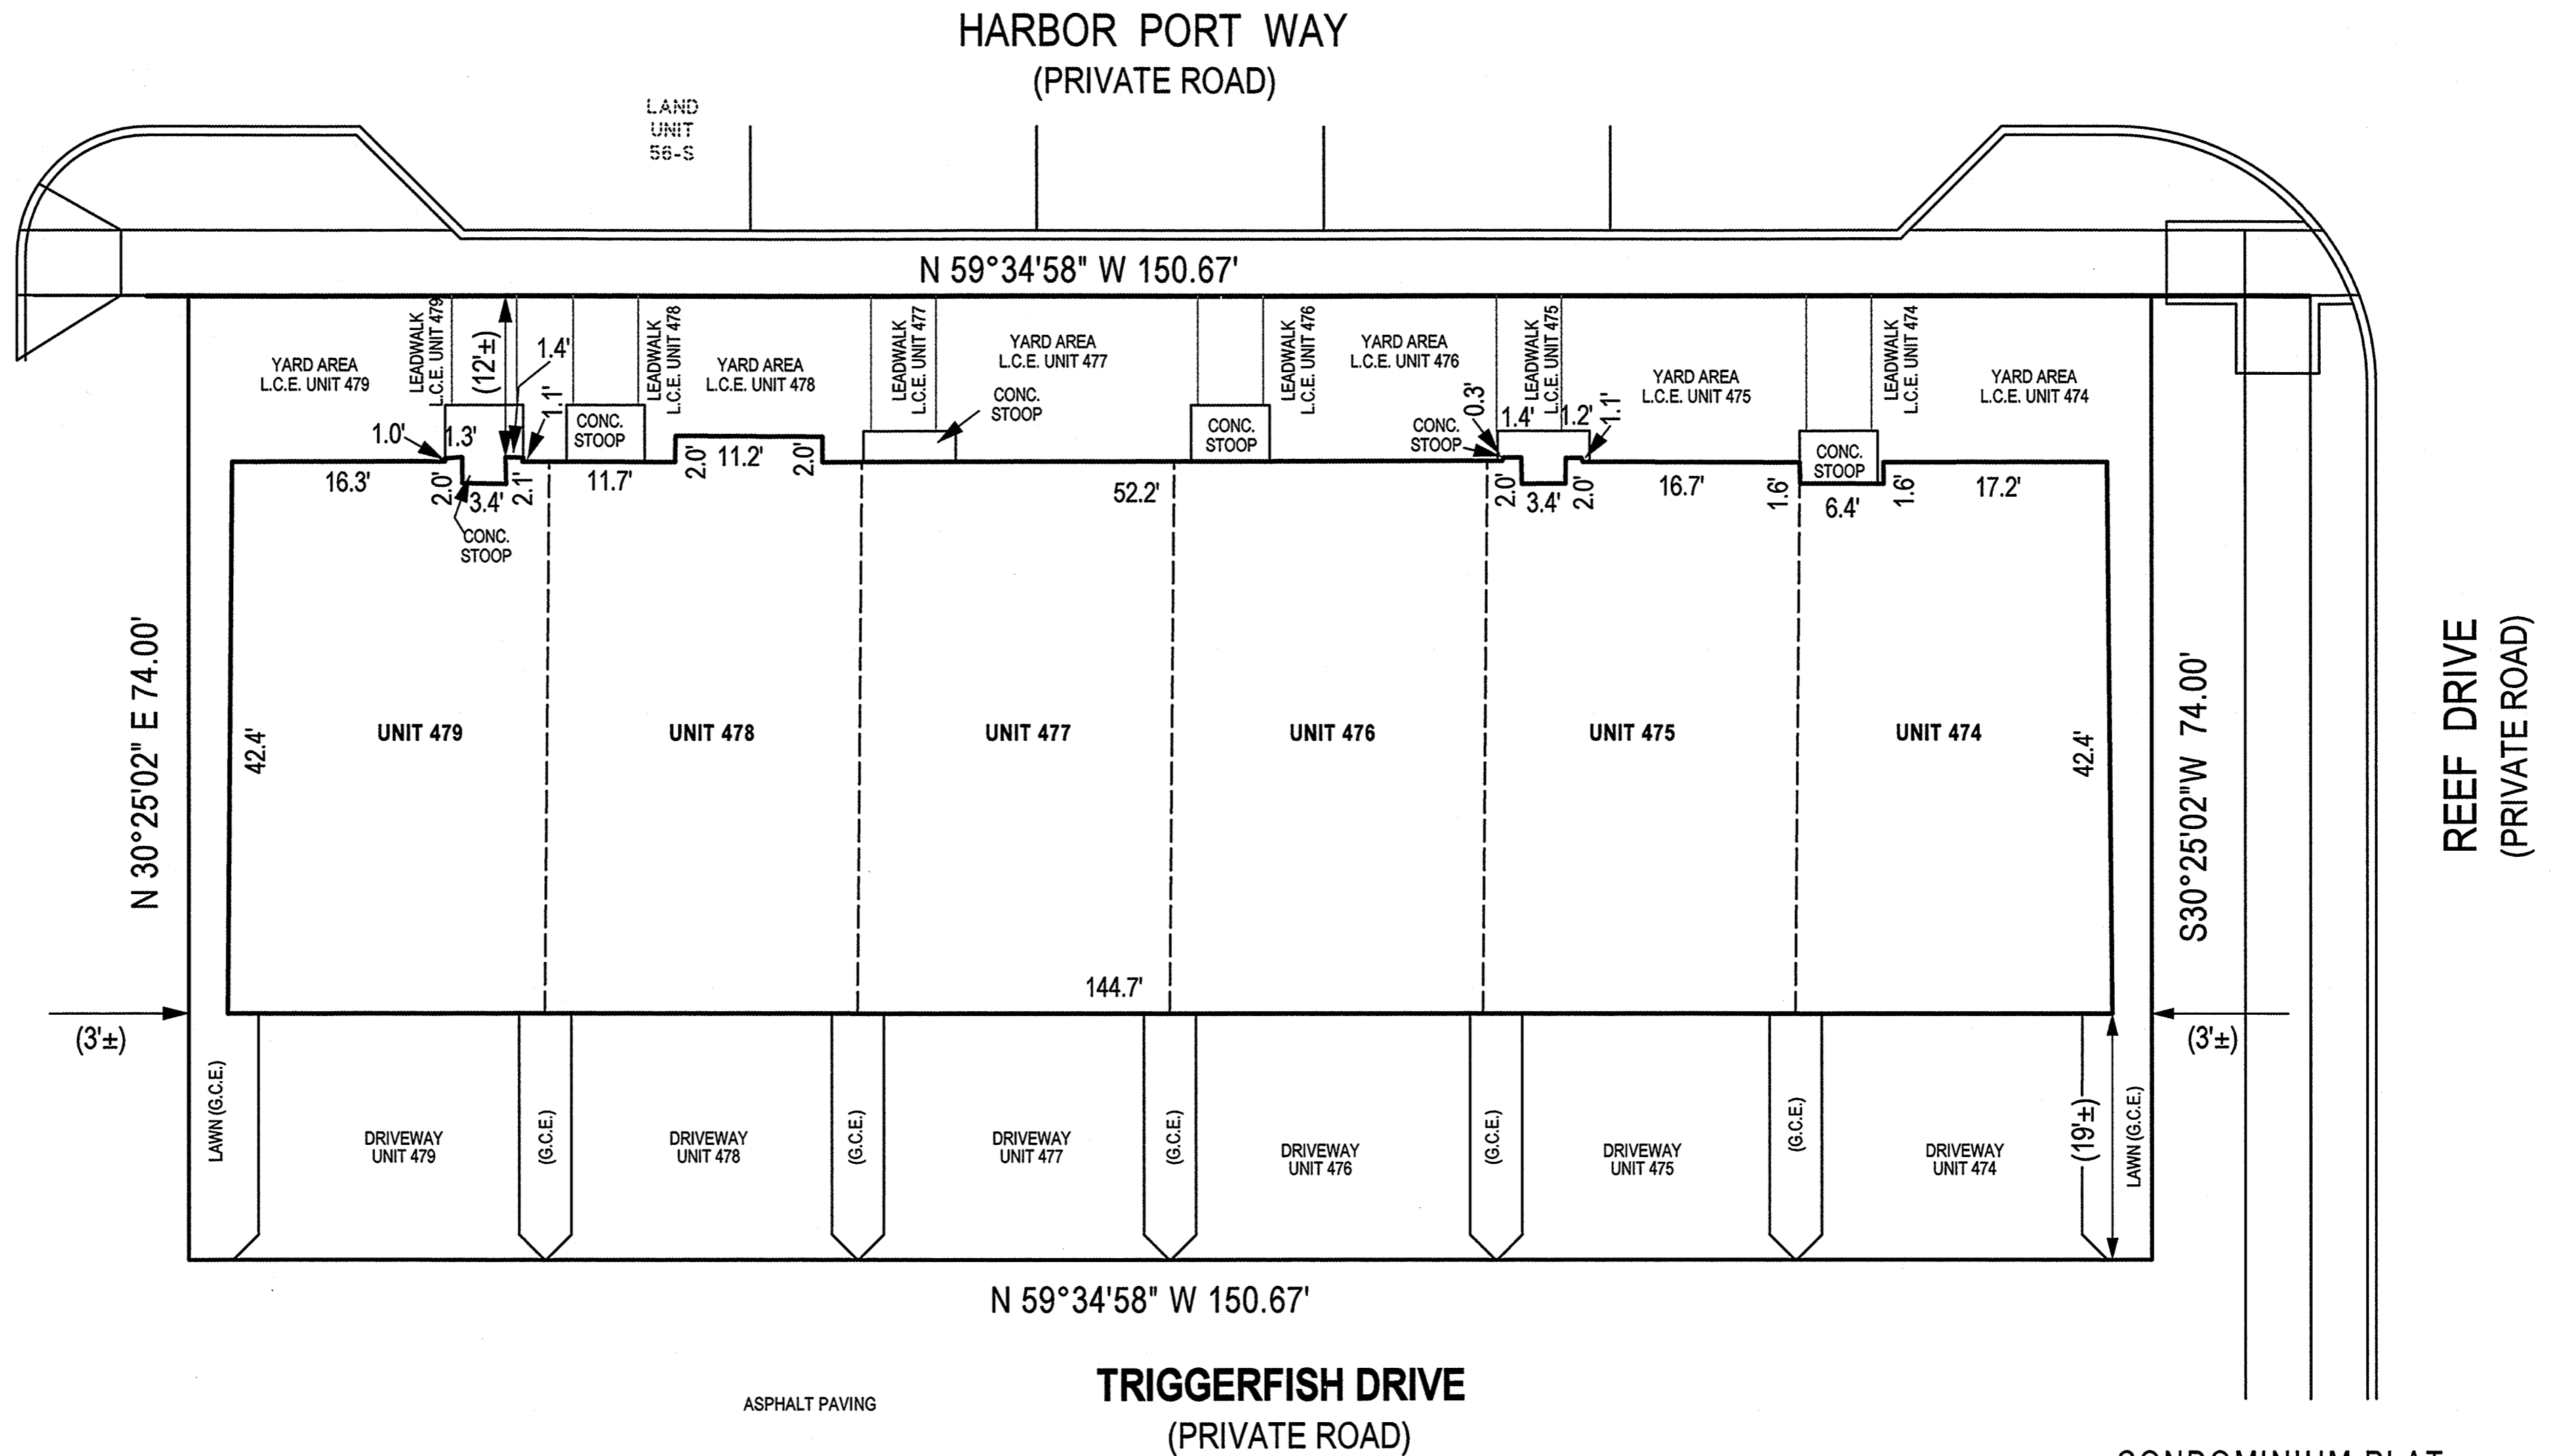 HARBOR PORT WAY
(PRIVATE ROAD)
LAND
UNIT
56-S
N 59°34'58" W 150.67'
YARD AREA
L.C.E. UNIT 479
LEADWALK
L.C.E. UNIT 479
(12'±)
1.4'
1.1'
LEADWALK
L.C.E. UNIT 478
YARD AREA
L.C.E. UNIT 478
LEADWALK
L.C.E. UNIT 477
YARD AREA
L.C.E. UNIT 477
CONC.
STOOP
LEADWALK
L.C.E. UNIT 476
YARD AREA
L.C.E. UNIT 476
LEADWALK
L.C.E. UNIT 475
YARD AREA
L.C.E. UNIT 475
LEADWALK
L.C.E. UNIT 474
YARD AREA
L.C.E. UNIT 474
1.0'
1.3'
CONC.
STOOP
CONC.
STOOP
CONC.
STOOP
0.3'
1.4'
1.2'
1.1'
CONC.
STOOP
16.3'
2.0'
3.4'
2.1'
CONC.
STOOP
11.7'
2.0'
11.2'
2.0'
52.2'
2.0'
3.4'
2.0'
16.7'
1.6'
6.4'
1.6'
17.2'
N 30°25'02" E 74.00'
42.4'
UNIT 479
UNIT 478
UNIT 477
UNIT 476
UNIT 475
UNIT 474
42.4'
S30°25'02"W 74.00'
REEF DRIVE
(PRIVATE ROAD)
144.7'
(3'±)
(3'±)
LAWN (G.C.E.)
DRIVEWAY
UNIT 479
(G.C.E.)
DRIVEWAY
UNIT 478
(G.C.E.)
DRIVEWAY
UNIT 477
(G.C.E.)
DRIVEWAY
UNIT 476
(G.C.E.)
DRIVEWAY
UNIT 475
(G.C.E.)
DRIVEWAY
UNIT 474
(19'±)
LAWN (G.C.E.)
N 59°34'58" W 150.67'
ASPHALT PAVING
TRIGGERFISH DRIVE
(PRIVATE ROAD)
CONDOMINIUM PLAT